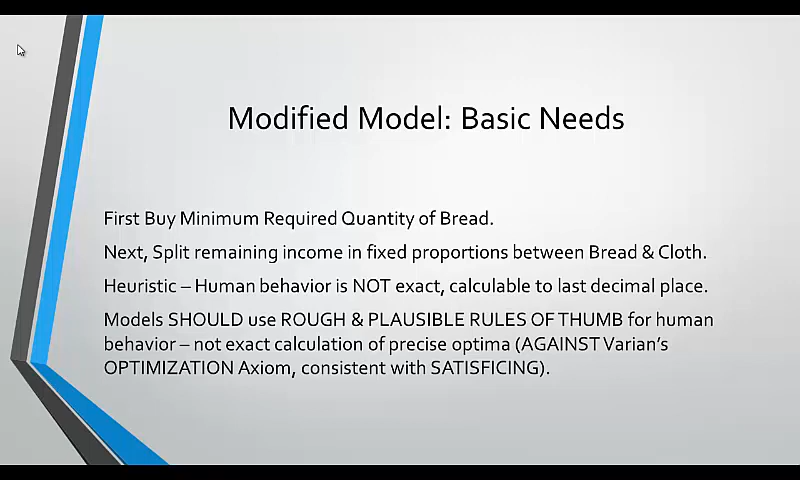 Modified Model: Basic Needs
First Buy Minimum Required Quantity of Bread.
Next, Split remaining income in fixed proportions between Bread & Cloth.
Heuristic – Human behavior is NOT exact, calculable to last decimal place.
Models SHOULD use ROUGH & PLAUSIBLE RULES OF THUMB for human
behavior – not exact calculation of precise optima (AGAINST Varian's
OPTIMIZATION Axiom, consistent with SATISFICING).